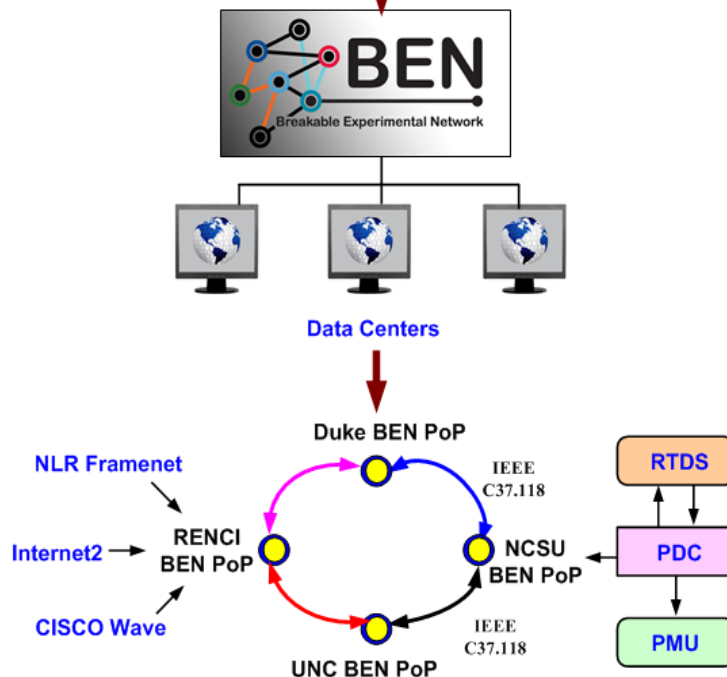 BEN
Breakable Experimental Network
Data Centers
Duke BEN PoP
NLR Framenet
IEEE
C37.118
RTDS
RENCI
BEN PoP
Internet2
NCSU
BEN PoP
PDC
CISCO Wave
IEEE
C37.118
UNC BEN PoP
PMU